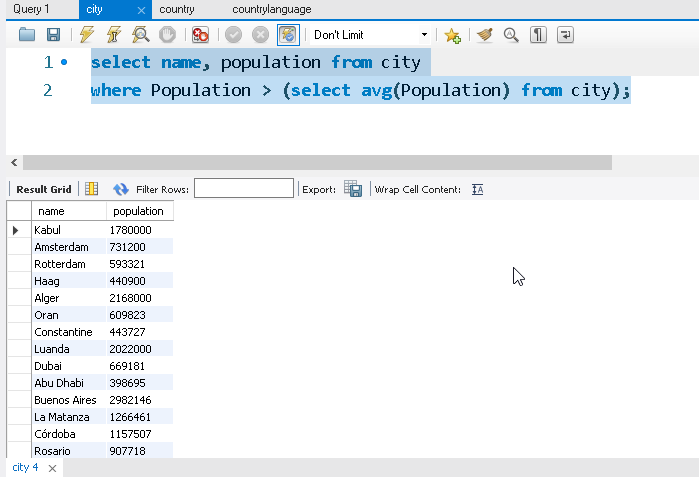 Query 1 city country countrylanguage
Don't Limit
1 select name, population from city
2 where Population > (select avg(Population) from city);
Result Grid Filter Rows: Export: Wrap Cell Content:
name population
Kabul 1780000
Amsterdam 731200
Rotterdam 593321
Haag 440900
Alger 2168000
Oran 609823
Constantine 443727
Luanda 2022000
Dubai 669181
Abu Dhabi 398695
Buenos Aires 2982146
La Matanza 1266461
Córdoba 1157507
Rosario 907718
city 4